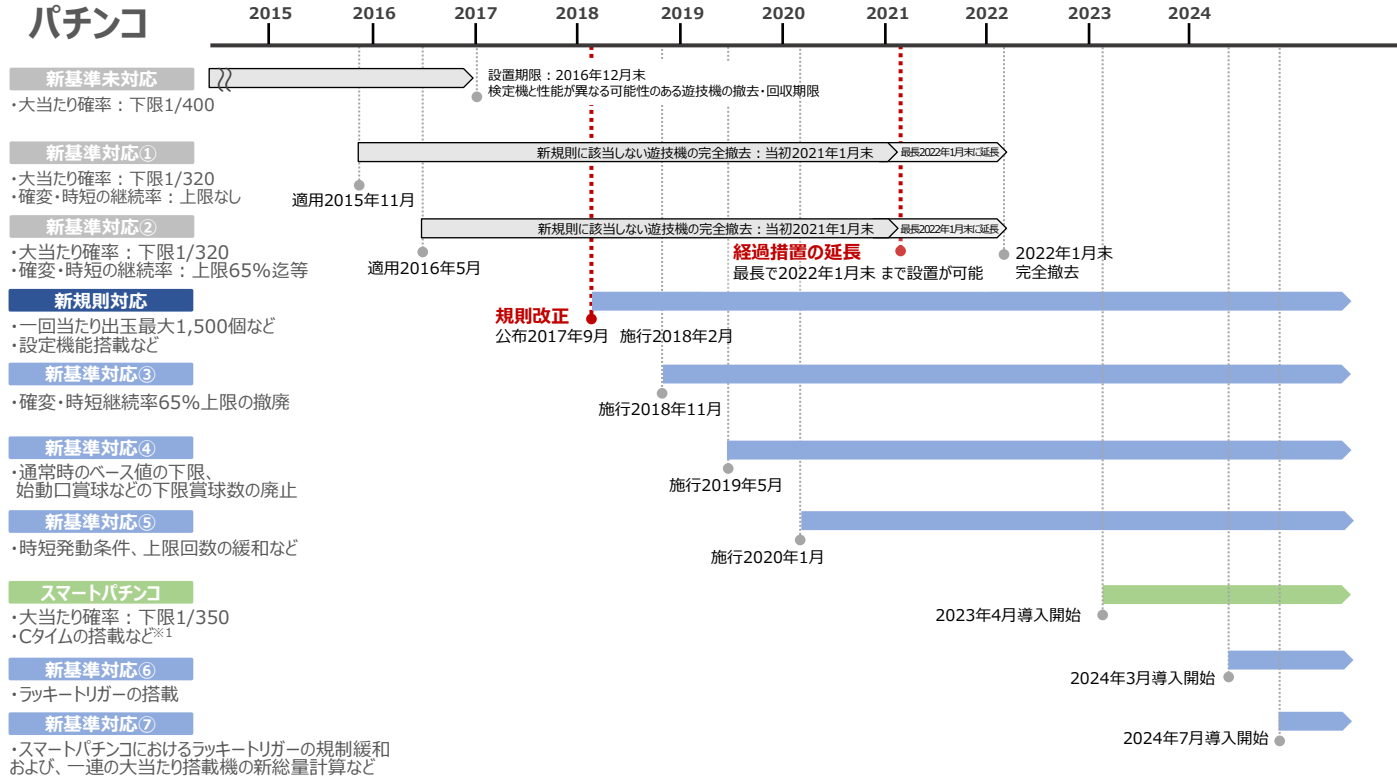 パチンコ
2015 2016 2017 2018 2019 2020 2021 2022 2023 2024
新基準未対応
・大当たり確率：下限1/400
設置期限：2016年12月末
検定機と性能が異なる可能性のある遊技機の撤去・回収期限
新基準対応①
・大当たり確率：下限1/320
・確変・時短の継続率：上限なし
新規則に該当しない遊技機の完全撤去：当初2021年1月末
最長2022年1月末に延長
適用2015年11月
新基準対応②
・大当たり確率：下限1/320
・確変・時短の継続率：上限65%迄等
新規則に該当しない遊技機の完全撤去：当初2021年1月末
最長2022年1月末に延長
適用2016年5月
経過措置の延長
最長で2022年1月末 まで設置が可能
2022年1月末
完全撤去
新規則対応
・一回当たり出玉最大1,500個など
・設定機能搭載など
規則改正
公布2017年9月 施行2018年2月
新基準対応③
・確変・時短継続率65%上限の撤廃
施行2018年11月
新基準対応④
・通常時のベース値の下限、
始動口賞球などの下限賞球数の廃止
施行2019年5月
新基準対応⑤
・時短発動条件、上限回数の緩和など
施行2020年1月
スマートパチンコ
・大当たり確率：下限1/350
・Cタイムの搭載など※1
2023年4月導入開始
新基準対応⑥
・ラッキートリガーの搭載
2024年3月導入開始
新基準対応⑦
・スマートパチンコにおけるラッキートリガーの規制緩和
および、一連の大当たり搭載機の新総量計算など
2024年7月導入開始